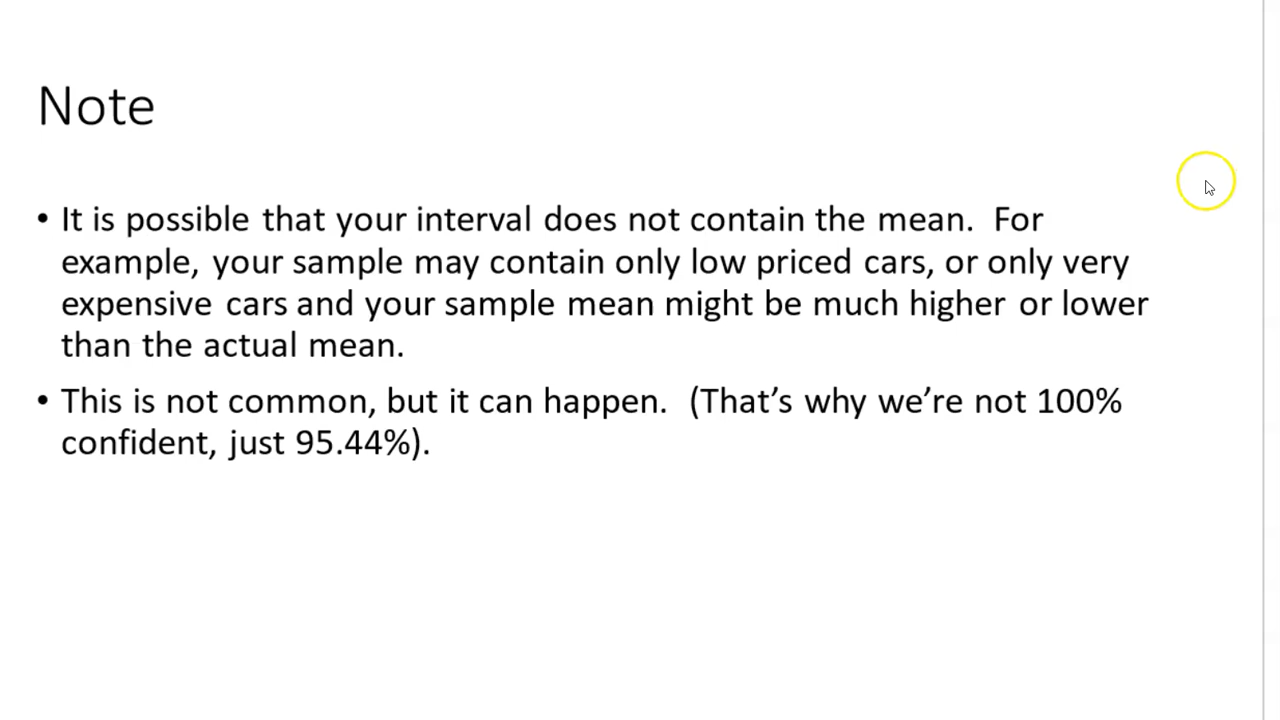 Note
• It is possible that your interval does not contain the mean.  For
example, your sample may contain only low priced cars, or only very
expensive cars and your sample mean might be much higher or lower
than the actual mean.
• This is not common, but it can happen.  (That’s why we’re not 100%
confident, just 95.44%).